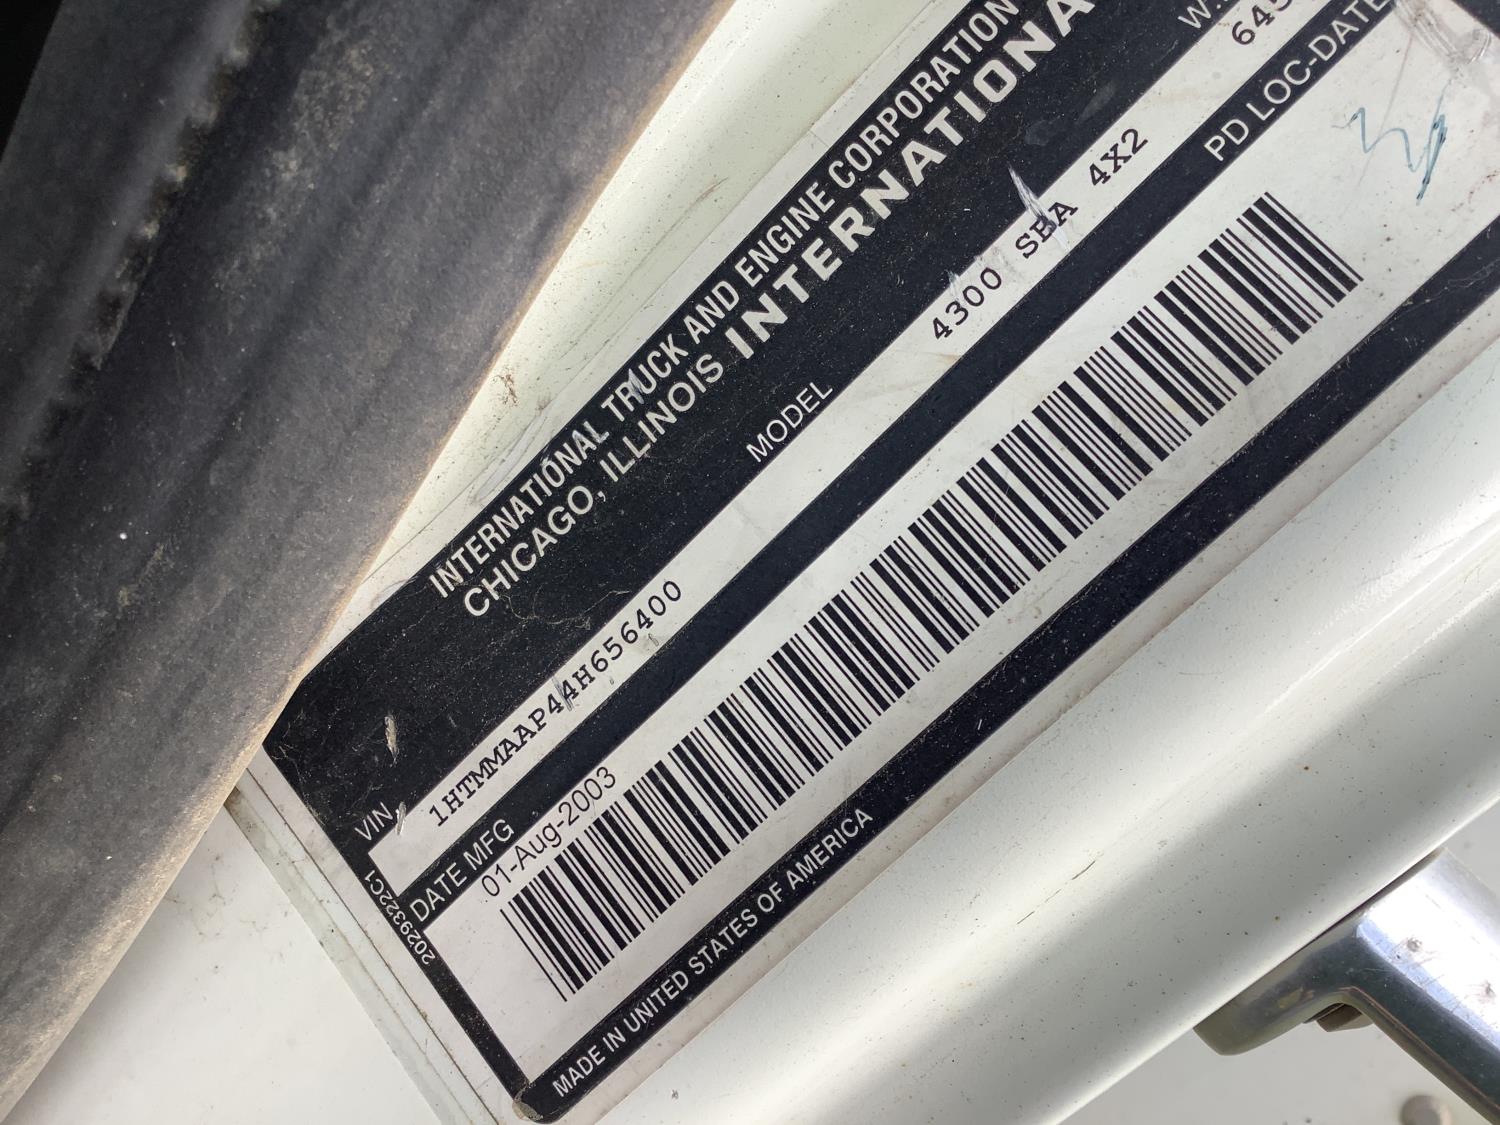 INTERNATIONAL TRUCK AND ENGINE CORPORATION
CHICAGO, ILLINOIS INTERNATIONA
VIN
MODEL
1HTMMAAP44H656400
4300 SBA 4X2
DATE MFG
PD LOC-DATE
01-Aug-2003
2029322C1
MADE IN UNITED STATES OF AMERICA